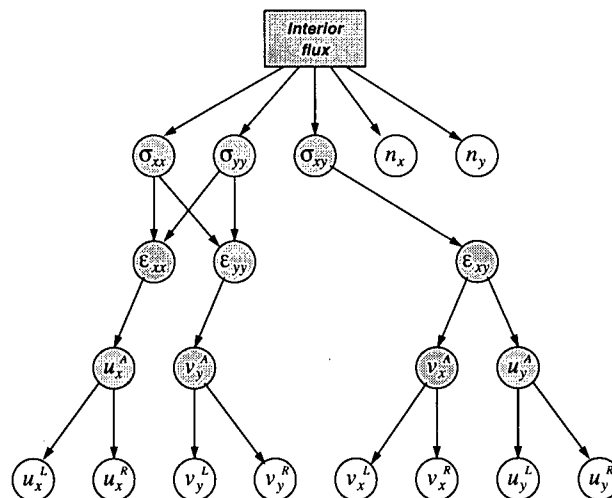 Interior
flux
σxx σyy σxy nx ny
εxx εyy εxy
uxA vyA vxA uyA
uxL uxR vyL vyR vxL vxR uyL uyR